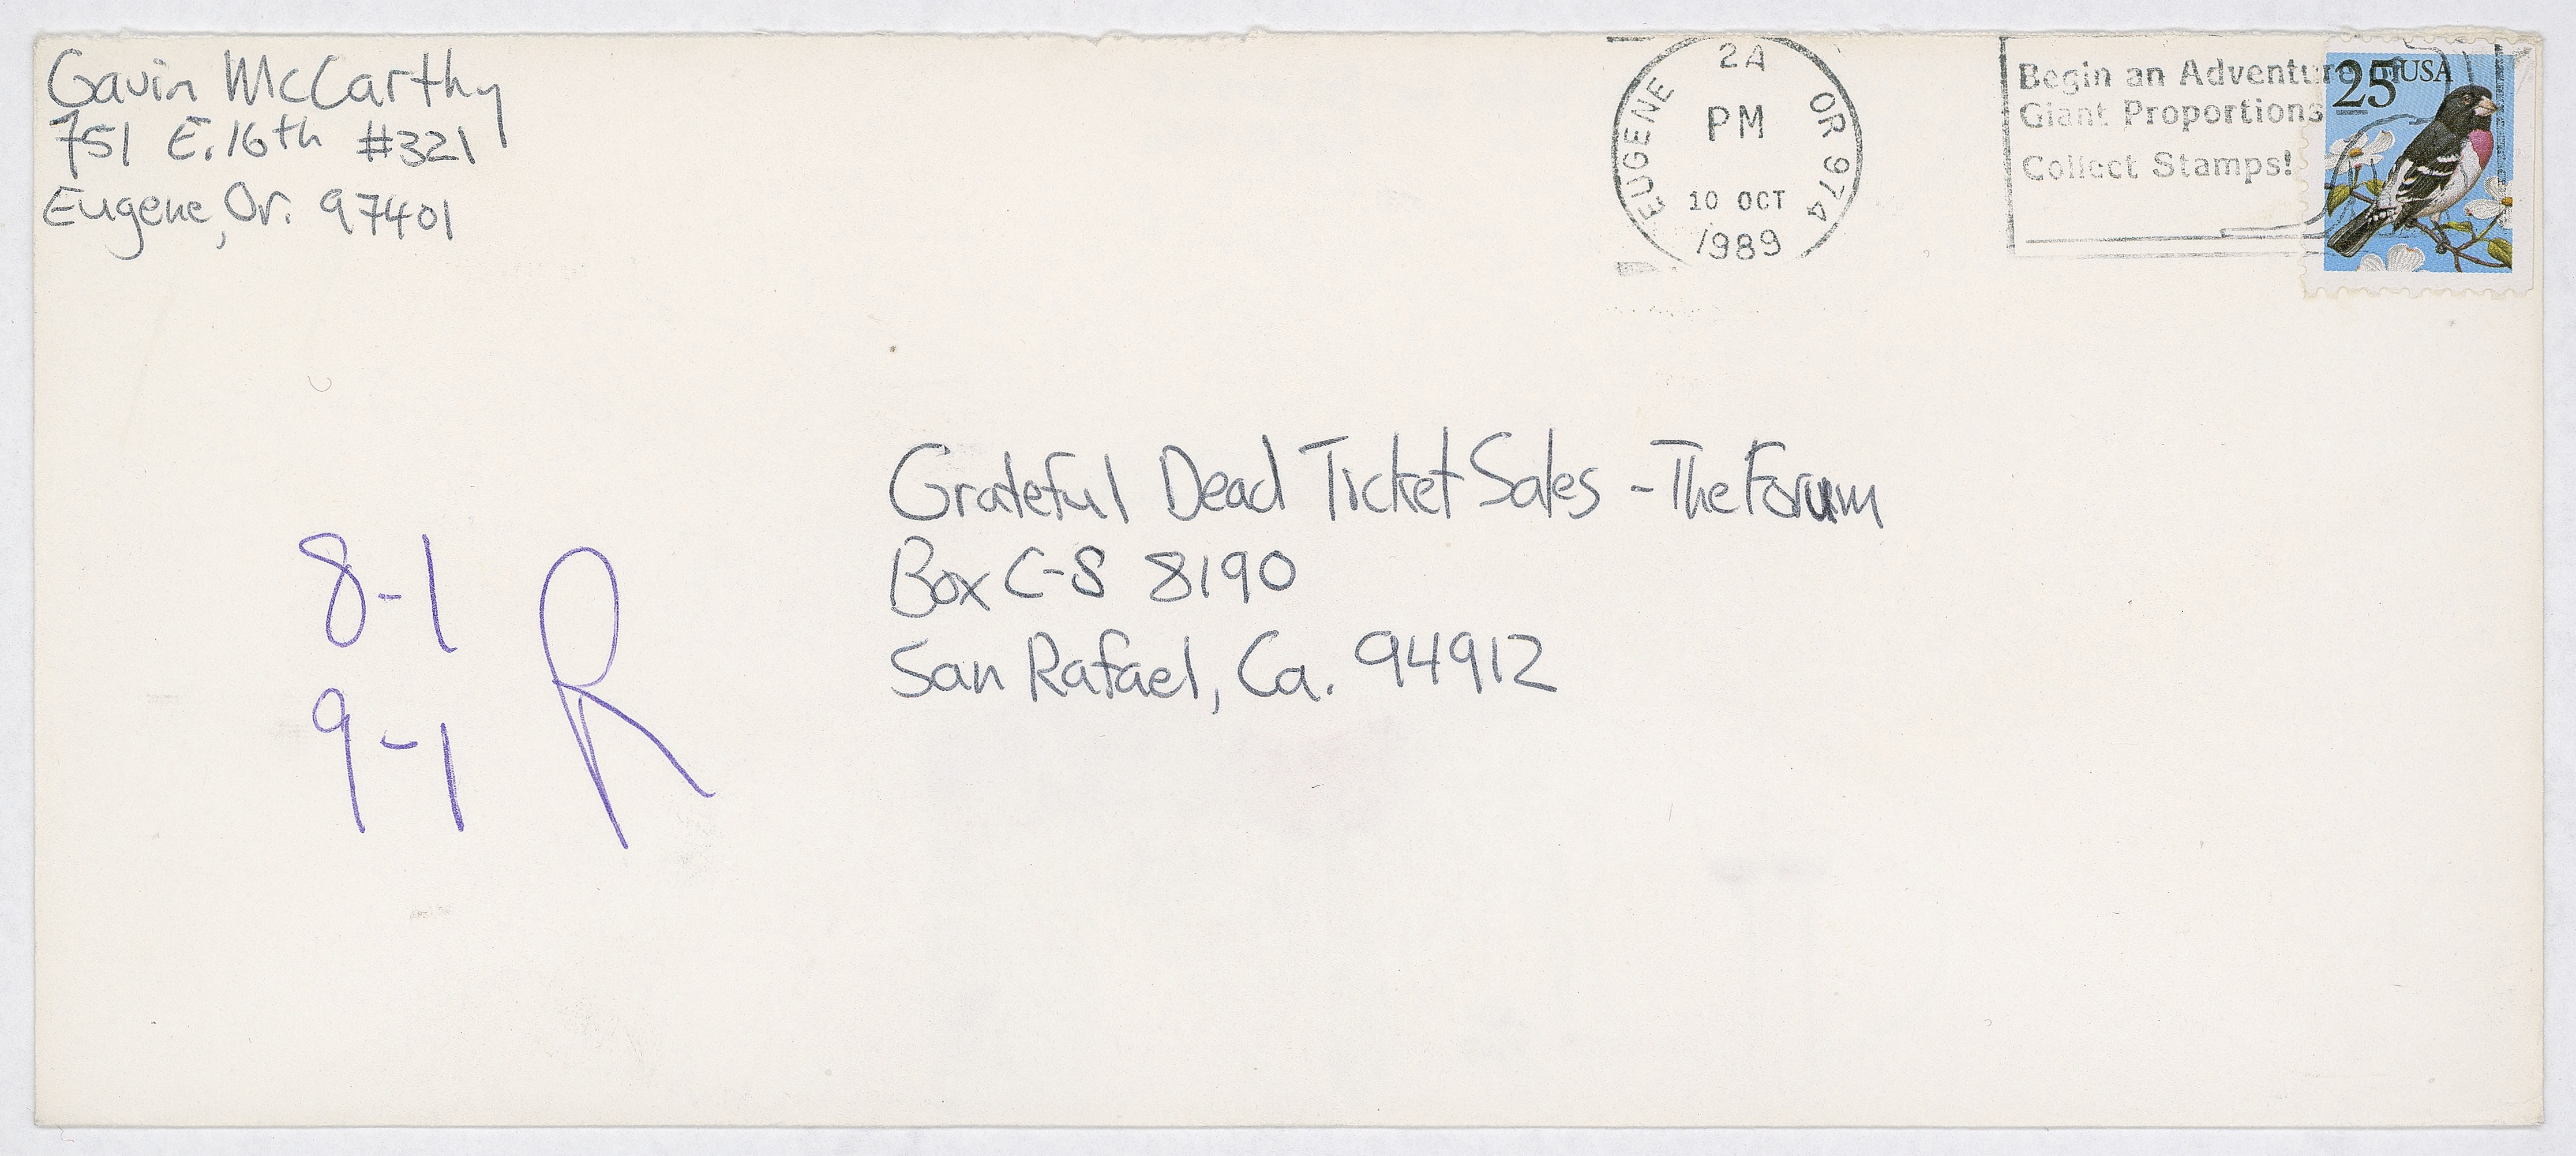 Gavin McCarthy
751 E. 16th #321
Eugene, Or. 97401
EUGENE OR 974
2A
PM
10 OCT
1989
Begin an Adventure of
Giant Proportions
Collect Stamps!
25 USA
Grateful Dead Ticket Sales - The Forum
Box C-S 8190
San Rafael, Ca. 94912
8-1
9-1
R